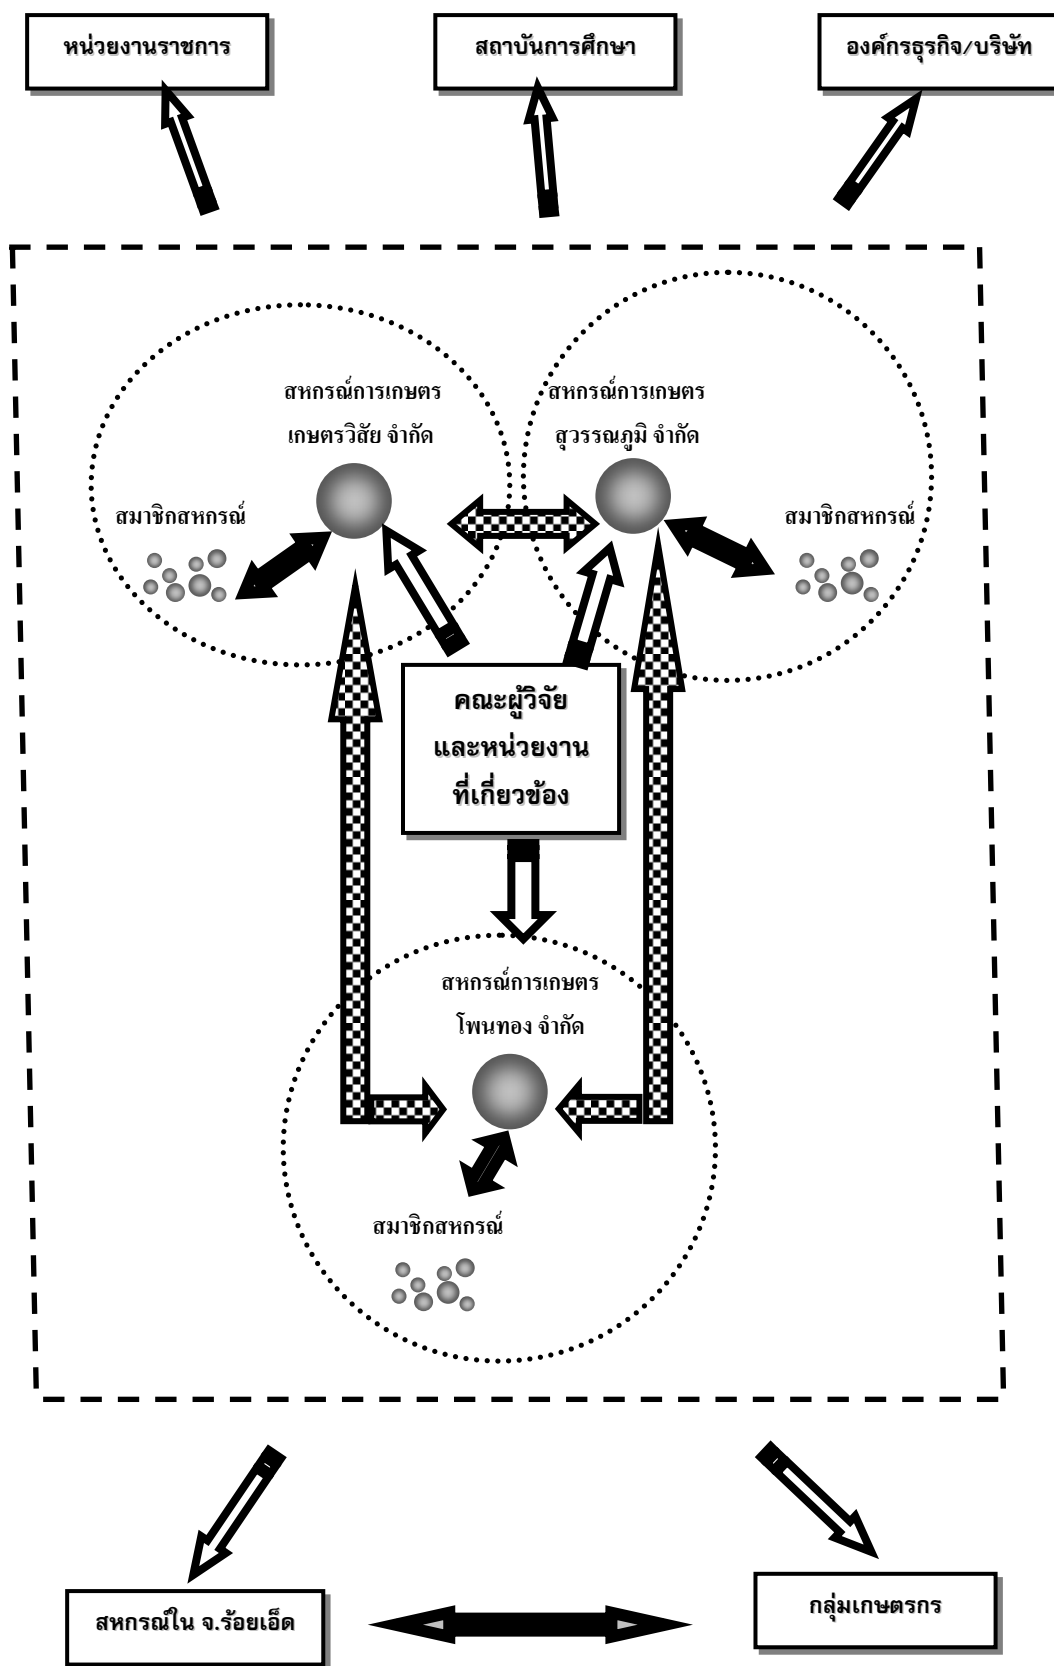 หน่วยงานราชการ
สถาบันการศึกษา
องค์กรธุรกิจ/บริษัท
สหกรณ์การเกษตร
เกษตรวิสัย จำกัด
สหกรณ์การเกษตร
สุวรรณภูมิ จำกัด
สมาชิกสหกรณ์
สมาชิกสหกรณ์
คณะผู้วิจัย
และหน่วยงาน
ที่เกี่ยวข้อง
สหกรณ์การเกษตร
โพนทอง จำกัด
สมาชิกสหกรณ์
สหกรณ์ใน จ.ร้อยเอ็ด
กลุ่มเกษตรกร